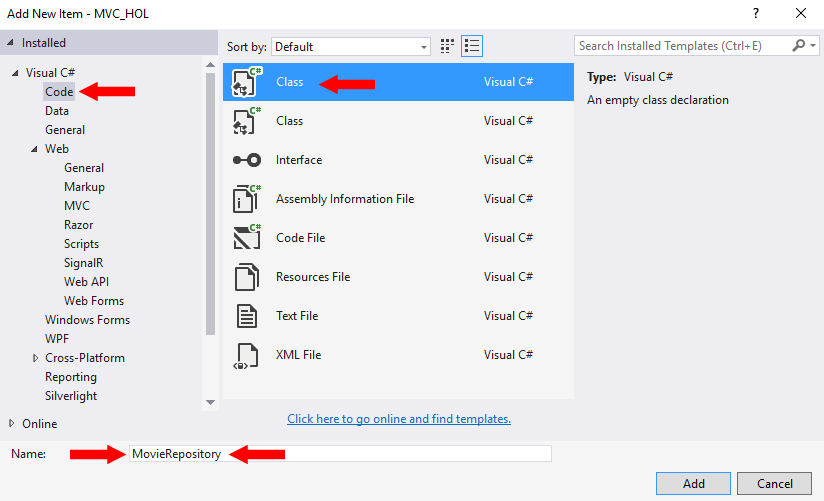 Add New Item - MVC_HOL
? 
Installed
Sort by: Default
Search Installed Templates (Ctrl+E)
Visual C#
Code
Data
General
Web
General
Markup
MVC
Razor
Scripts
SignalR
Web API
Web Forms
Windows Forms
WPF
Cross-Platform
Reporting
Silverlight
Online
C# Class Visual C#
C# Class Visual C#
Interface Visual C#
C# Assembly Information File Visual C#
C# Code File Visual C#
Resources File Visual C#
Text File Visual C#
XML File Visual C#
Click here to go online and find templates.
Type: Visual C#
An empty class declaration
Name: MovieRepository
Add Cancel